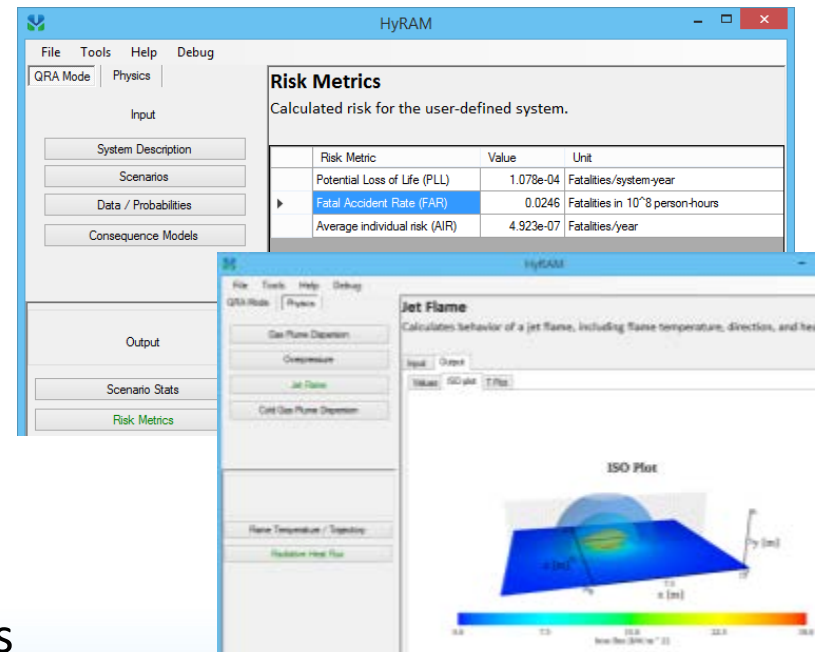 HyRAM
File Tools Help Debug
QRA Mode Physics
Input
System Description
Scenarios
Data / Probabilities
Consequence Models
Output
Scenario Stats
Risk Metrics
Risk Metrics
Calculated risk for the user-defined system.
Risk Metric Value Unit
Potential Loss of Life (PLL) 1.078e-04 Fatalities/system-year
Fatal Accident Rate (FAR) 0.0246 Fatalities in 10^8 person-hours
Average individual risk (AIR) 4.923e-07 Fatalities/year
HyRAM
File Tools Help Debug
QRA Mode Physics
Gas Plume Dispersion
Overpressure
Jet Flame
Cold Gas Plume Dispersion
Flame Temperature / Trajectory
Radiative Heat Flux
Jet Flame
Calculates behavior of a jet flame, including flame temperature, direction, and hea
Input Output
Values ISO plot T Plot
ISO Plot
y [m]
x [m]
z [m]
7.5
s